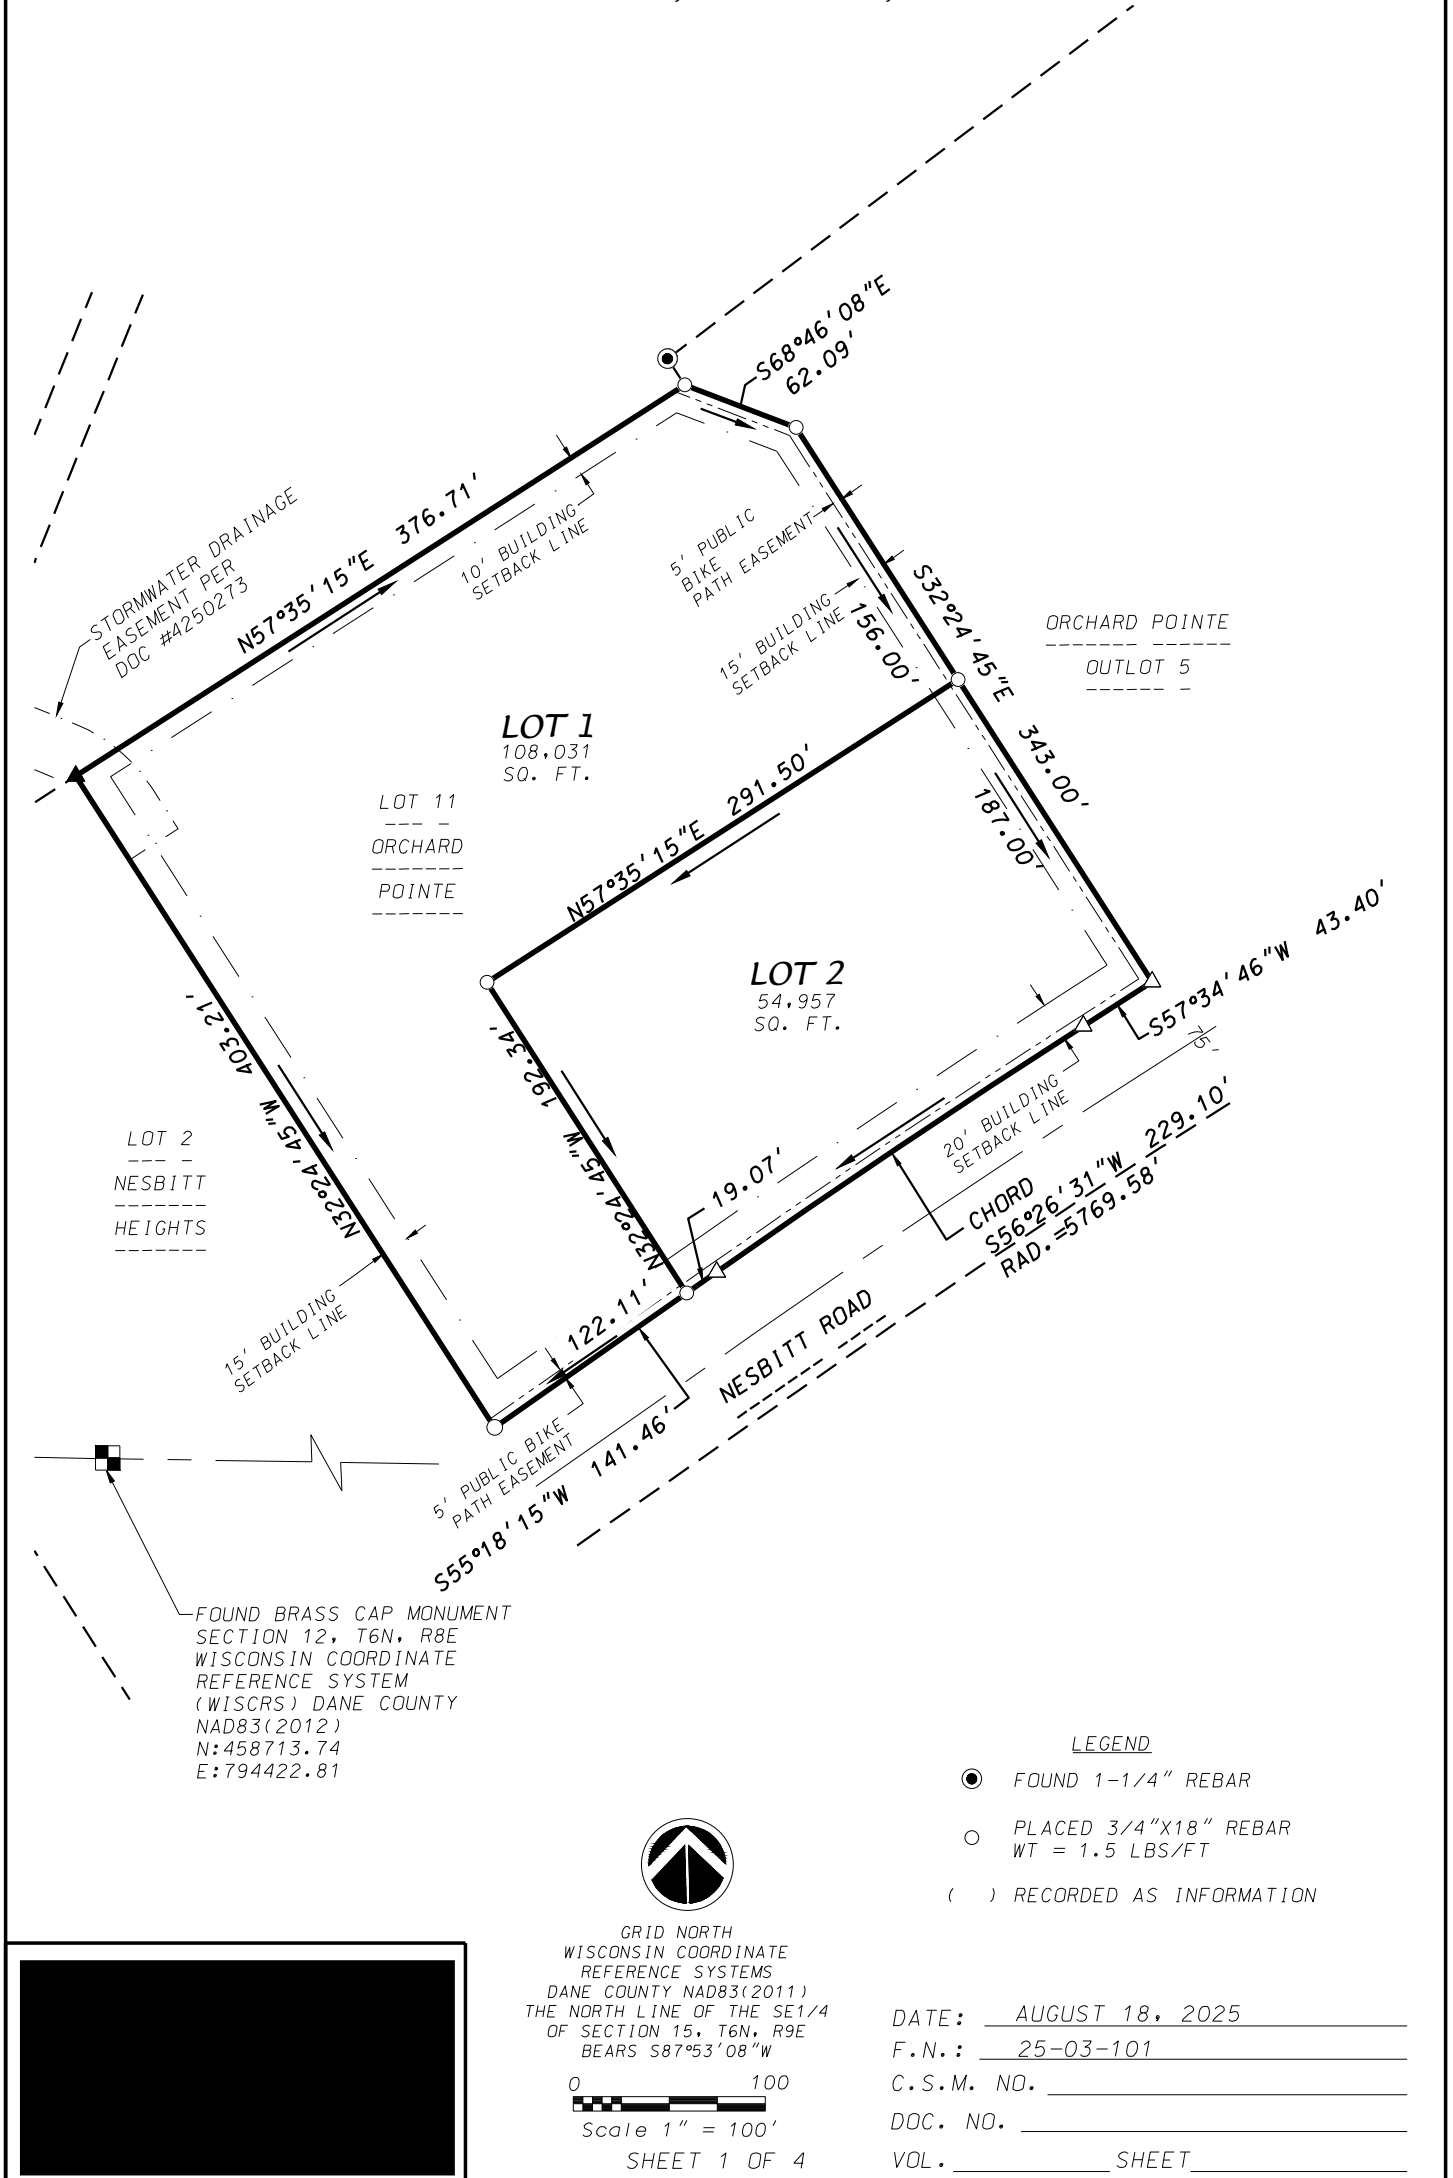 S68°46'08"E
62.09'
STORMWATER DRAINAGE
EASEMENT PER
DOC #4250273
N57°35'15"E 376.71'
10' BUILDING
SETBACK LINE
5' PUBLIC
BIKE
PATH EASEMENT
15' BUILDING
SETBACK LINE
156.00'
S32°24'45"E 343.00'
ORCHARD POINTE
OUTLOT 5
LOT 1
108,031
SQ. FT.
LOT 11
ORCHARD
POINTE
N57°35'15"E 291.50'
187.00'
LOT 2
54,957
SQ. FT.
S57°34'46"W 43.40'
75'
N32°24'45"W 403.21'
N32°24'45"W 192.34'
LOT 2
NESBITT
HEIGHTS
20' BUILDING
SETBACK LINE
19.07'
CHORD
S56°26'31"W 229.10'
RAD.=5769.58'
15' BUILDING
SETBACK LINE
122.11'
NESBITT ROAD
5' PUBLIC BIKE
PATH EASEMENT
S55°18'15"W 141.46'
FOUND BRASS CAP MONUMENT
SECTION 12, T6N, R8E
WISCONSIN COORDINATE
REFERENCE SYSTEM
(WISCRS) DANE COUNTY
NAD83(2012)
N:458713.74
E:794422.81
LEGEND
FOUND 1-1/4" REBAR
PLACED 3/4"X18" REBAR
WT = 1.5 LBS/FT
( ) RECORDED AS INFORMATION
GRID NORTH
WISCONSIN COORDINATE
REFERENCE SYSTEMS
DANE COUNTY NAD83(2011)
THE NORTH LINE OF THE SE1/4
OF SECTION 15, T6N, R9E
BEARS S87°53'08"W
0 100
Scale 1" = 100'
SHEET 1 OF 4
DATE: AUGUST 18, 2025
F.N.: 25-03-101
C.S.M. NO.
DOC. NO.
VOL. SHEET